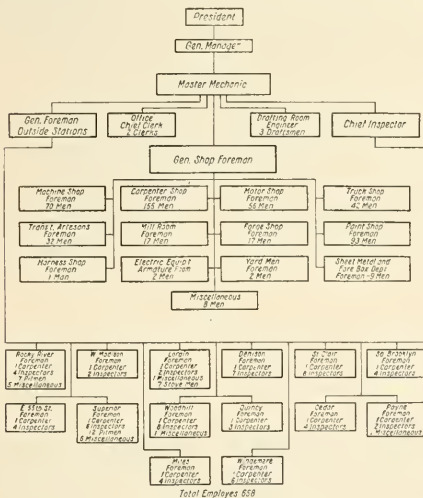 President
Gen. Manager
Master Mechanic
Gen. Foreman
Outside Stations
Office
Chief Clerk
2 Clerks
Drafting Room
Engineer
3 Draftsmen
Chief Inspector
Gen. Shop Foreman
Machine Shop
Foreman
70 Men
Carpenter Shop
Foreman
155 Men
Motor Shop
Foreman
56 Men
Truck Shop
Foreman
42 Men
Transf. Artesans
Foreman
32 Men
Mill Room
Foreman
17 Men
Forge Shop
Foreman
17 Men
Paint Shop
Foreman
93 Men
Harness Shop
Foreman
1 Man
Electric Equip't
Armature Room
2 Men
Yard Men
Foreman
2 Men
Sheet Metal and
Fare Box Dept
Foreman-9 Men
Miscellaneous
8 Men
Rocky River
Foreman
1 Carpenter
4 Inspectors
7 Pitmen
5 Miscellaneous
W. Madison
Foreman
1 Carpenter
2 Inspectors
Lorain
Foreman
1 Carpenter
2 Inspectors
1 Miscellaneous
7 Stove Men
Denison
Foreman
1 Carpenter
7 Inspectors
St. Clair
Foreman
1 Carpenter
8 Inspectors
So. Brooklyn
Foreman
1 Carpenter
4 Inspectors
E. 55th St.
Foreman
1 Carpenter
4 Inspectors
Superior
Foreman
1 Carpenter
6 Inspectors
12 Pitmen
6 Miscellaneous
Woodhill
Foreman
1 Carpenter
8 Inspectors
1 Miscellaneous
Quincy
Foreman
1 Carpenter
3 Inspectors
Cedar
Foreman
1 Carpenter
4 Inspectors
Payne
Foreman
1 Carpenter
2 Inspectors
Miscellaneous
Miles
Foreman
1 Carpenter
4 Inspectors
Windemere
Foreman
1 Carpenter
6 Inspectors
Total Employes 658